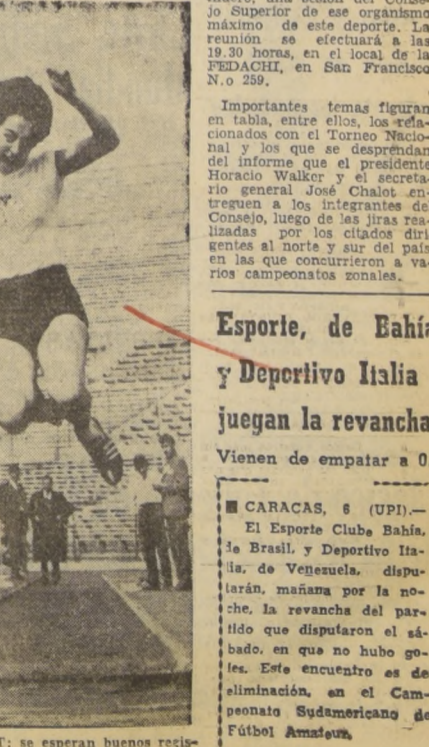 jo Superior de ese organismo
máximo de este deporte. La
reunión se efectuará a las
19.30 horas, en el local de la
FEDACHI, en San Francisco
N.o 259.
Importantes temas figuran
en tabla, entre ellos, los rela-
cionados con el Torneo Nacio-
nal y los que se desprendan
del informe que el presidente
Horacio Walker y el secreta-
rio general José Chalot en-
treguen a los integrantes de
Consejo, luego de las jiras rea-
lizadas por los citados diri
gentes al norte y sur del país
en las que concurrieron a va-
rios campeonatos zonales.
Esporte, de Bahía
y Deportivo Italia
juegan la revancha
Vienen de empatar a 0
CARACAS, 6 (UPI).—
El Esporte Clube Bahía,
de Brasil, y Deportivo Ita-
lia, de Venezuela, dispu-
tarán, mañana por la no-
che, la revancha del par-
tido que disputaron el sá-
bado, en que no hubo go-
les. Este encuentro es de
eliminación, en el Cam-
peonato Sudamericano de
Fútbol Amateur.
T: se esperan buenos regis-